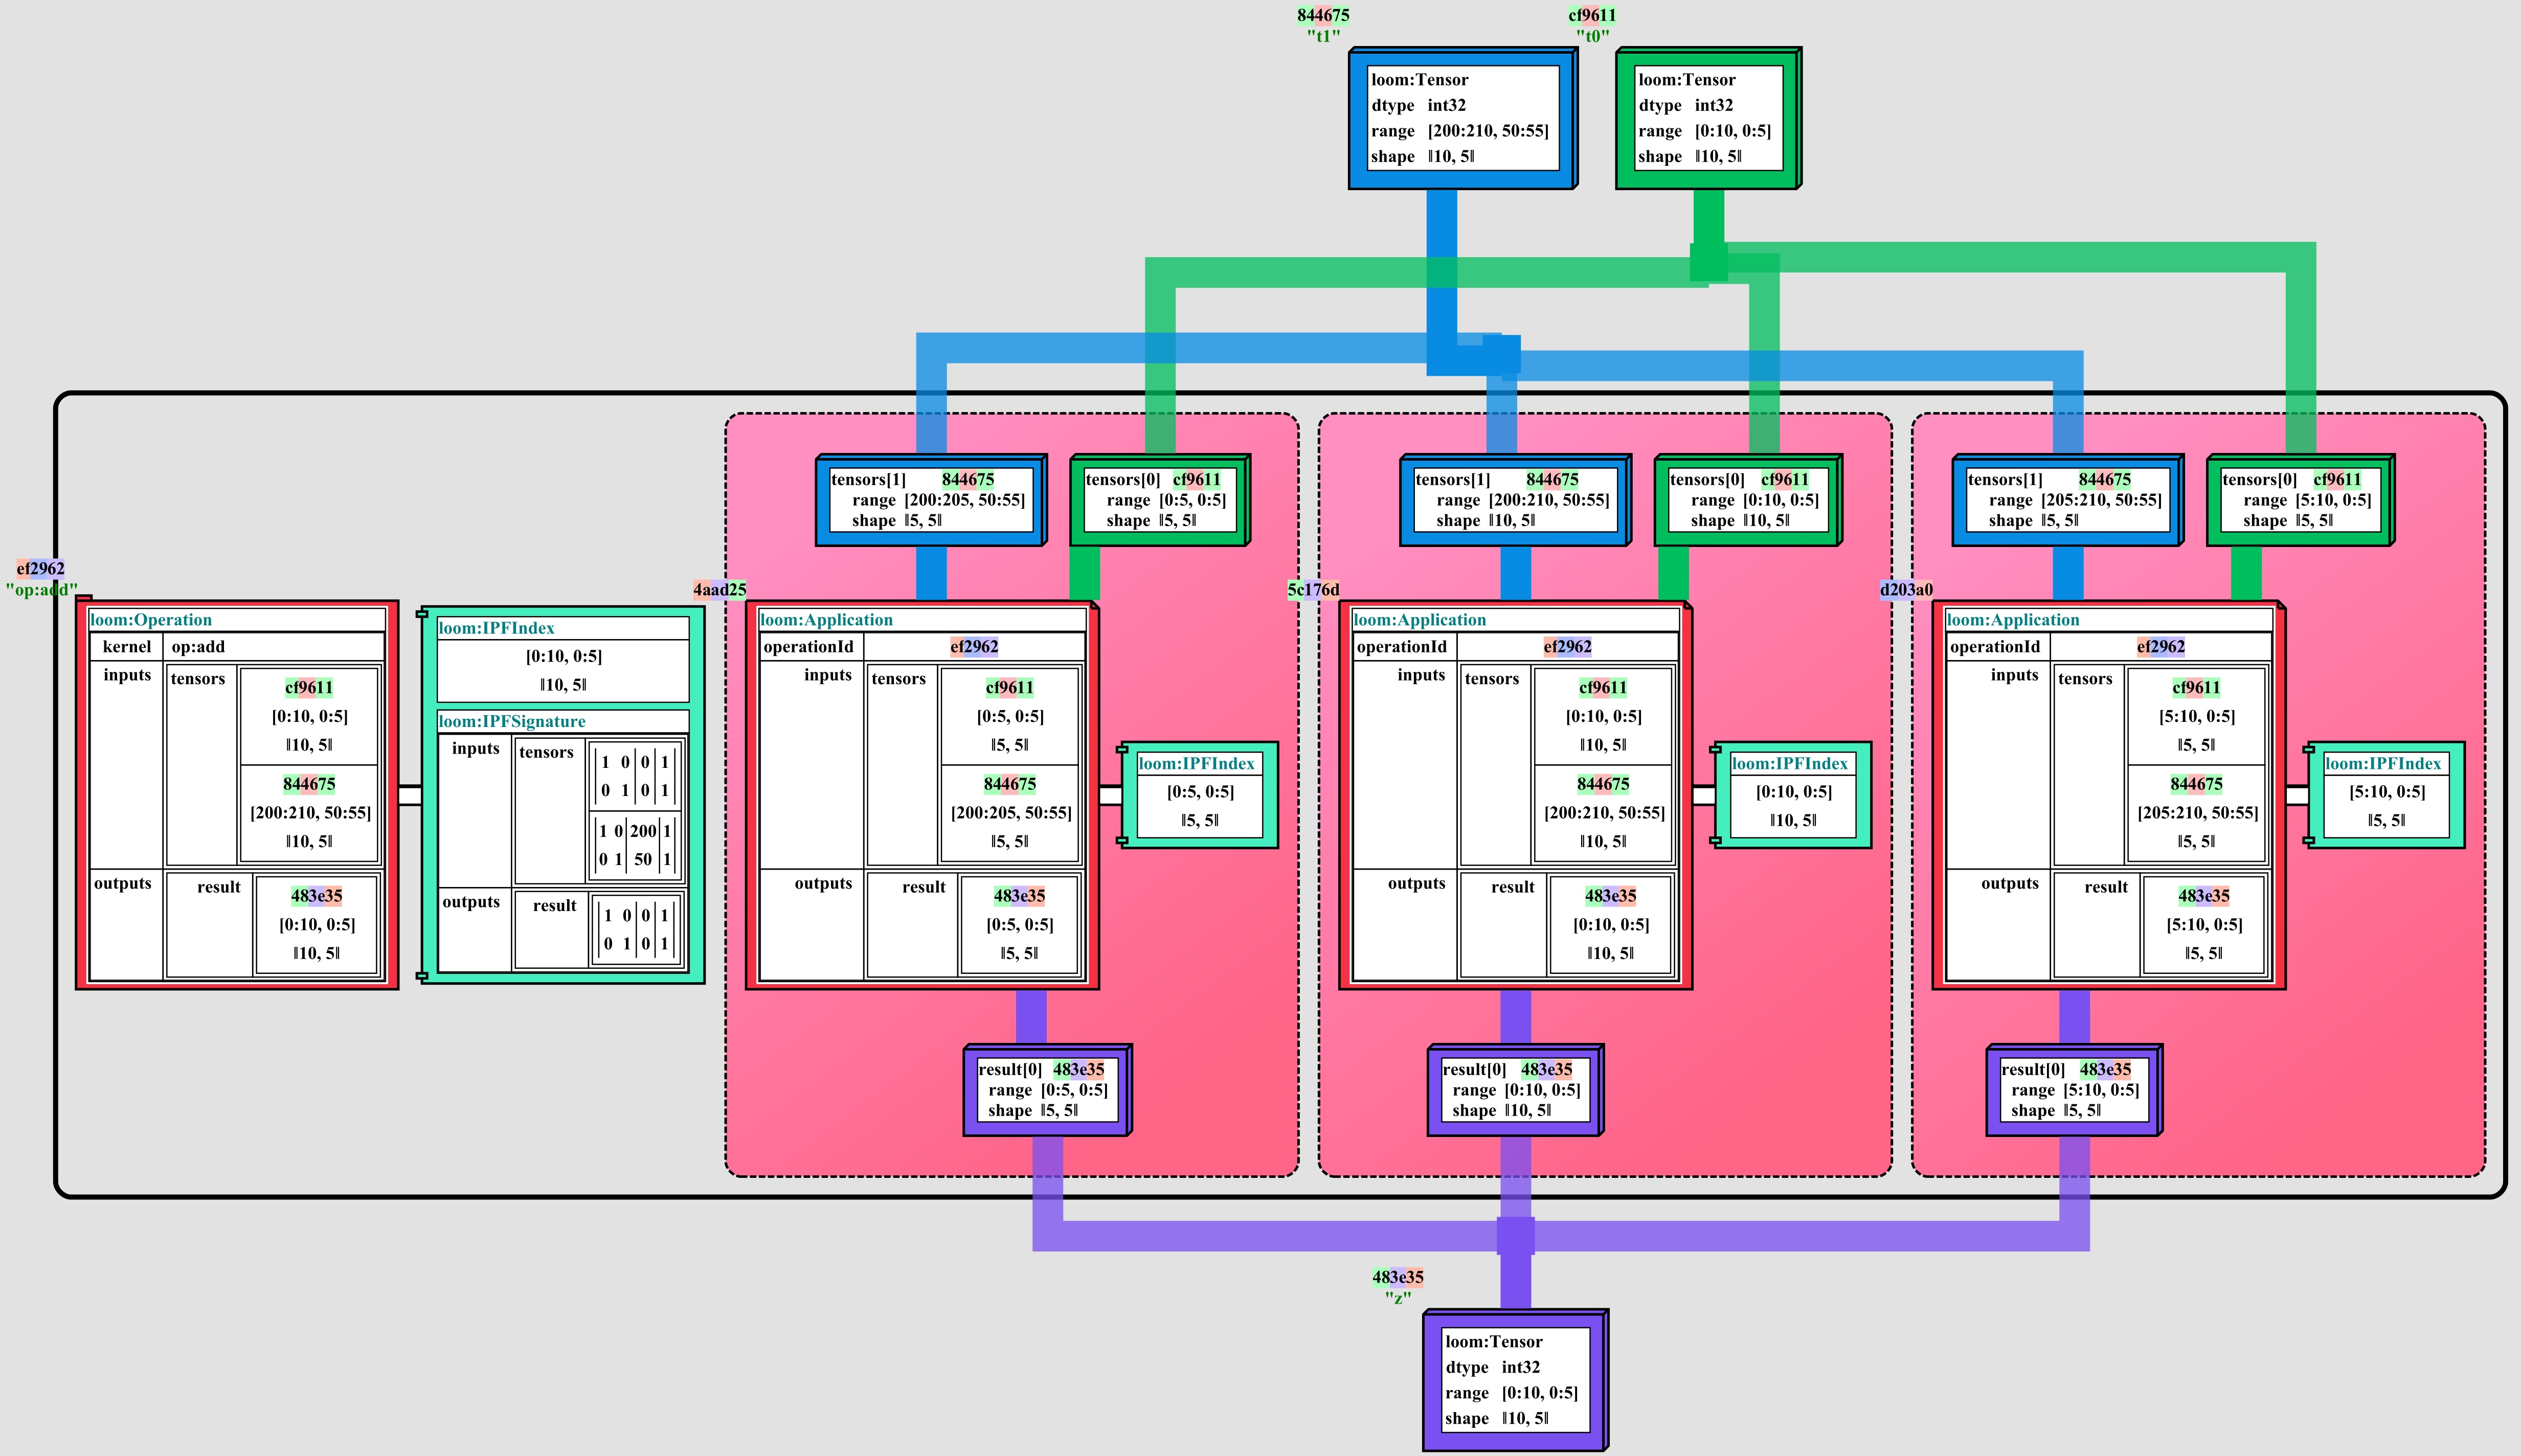 844675
"t1"
cf9611
"t0"
loom:Tensor
dtype int32
range [200:210, 50:55]
shape ‖10, 5‖
loom:Tensor
dtype int32
range [0:10, 0:5]
shape ‖10, 5‖
tensors[1] 844675
range [200:205, 50:55]
shape ‖5, 5‖
tensors[0] cf9611
range [0:5, 0:5]
shape ‖5, 5‖
tensors[1] 844675
range [200:210, 50:55]
shape ‖10, 5‖
tensors[0] cf9611
range [0:10, 0:5]
shape ‖10, 5‖
tensors[1] 844675
range [205:210, 50:55]
shape ‖5, 5‖
tensors[0] cf9611
range [5:10, 0:5]
shape ‖5, 5‖
ef2962
"op:add"
loom:Operation
kernel op:add
inputs tensors
cf9611
[0:10, 0:5]
‖10, 5‖
844675
[200:210, 50:55]
‖10, 5‖
outputs result
483e35
[0:10, 0:5]
‖10, 5‖
loom:IPFIndex
[0:10, 0:5]
‖10, 5‖
loom:IPFSignature
inputs tensors
1 0 0 1
0 1 0 1
1 0 200 1
0 1 50 1
outputs result
1 0 0 1
0 1 0 1
4aad25
loom:Application
operationId ef2962
inputs tensors
cf9611
[0:5, 0:5]
‖5, 5‖
844675
[200:205, 50:55]
‖5, 5‖
outputs result
483e35
[0:5, 0:5]
‖5, 5‖
loom:IPFIndex
[0:5, 0:5]
‖5, 5‖
5c176d
loom:Application
operationId ef2962
inputs tensors
cf9611
[0:10, 0:5]
‖10, 5‖
844675
[200:210, 50:55]
‖10, 5‖
outputs result
483e35
[0:10, 0:5]
‖10, 5‖
loom:IPFIndex
[0:10, 0:5]
‖10, 5‖
d203a0
loom:Application
operationId ef2962
inputs tensors
cf9611
[5:10, 0:5]
‖5, 5‖
844675
[205:210, 50:55]
‖5, 5‖
outputs result
483e35
[5:10, 0:5]
‖5, 5‖
loom:IPFIndex
[5:10, 0:5]
‖5, 5‖
result[0] 483e35
range [0:5, 0:5]
shape ‖5, 5‖
result[0] 483e35
range [0:10, 0:5]
shape ‖10, 5‖
result[0] 483e35
range [5:10, 0:5]
shape ‖5, 5‖
483e35
"z"
loom:Tensor
dtype int32
range [0:10, 0:5]
shape ‖10, 5‖